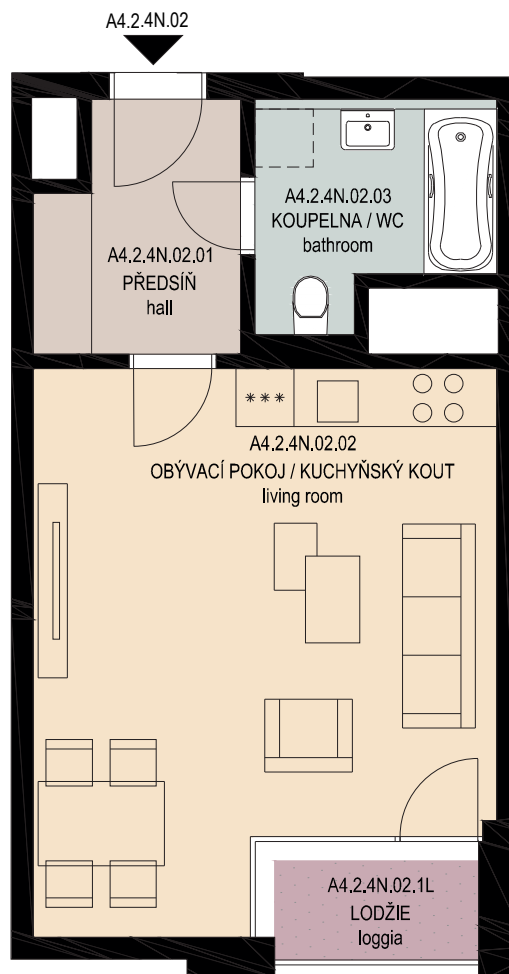 A4.2.4N.02
A4.2.4N.02.03
KOUPELNA / WC
bathroom
A4.2.4N.02.01
PŘEDSÍŇ
hall
***
A4.2.4N.02.02
OBÝVACÍ POKOJ / KUCHYŇSKÝ KOUT
living room
A4.2.4N.02.1L
LODŽIE
loggia